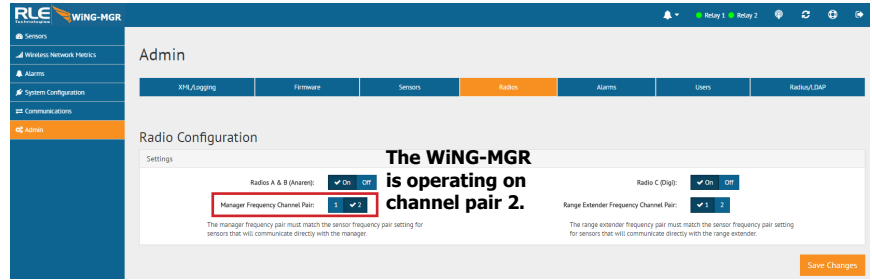 RLE Technologies WiNG-MGR
Relay 1 Relay 2
Sensors
Wireless Network Metrics
Alarms
System Configuration
Communications
Admin
Admin
XML/Logging Firmware Sensors Radios Alarms Users Radius/LDAP
Radio Configuration
Settings
Radios A & B (Anaren): On Off
Manager Frequency Channel Pair: 1 2
The manager frequency pair must match the sensor frequency pair setting for
sensors that will communicate directly with the manager.
The WiNG-MGR
is operating on
channel pair 2.
Radio C (Digi): On Off
Range Extender Frequency Channel Pair: 1 2
The range extender frequency pair must match the sensor frequency pair setting
for sensors that will communicate directly with the range extender.
Save Changes